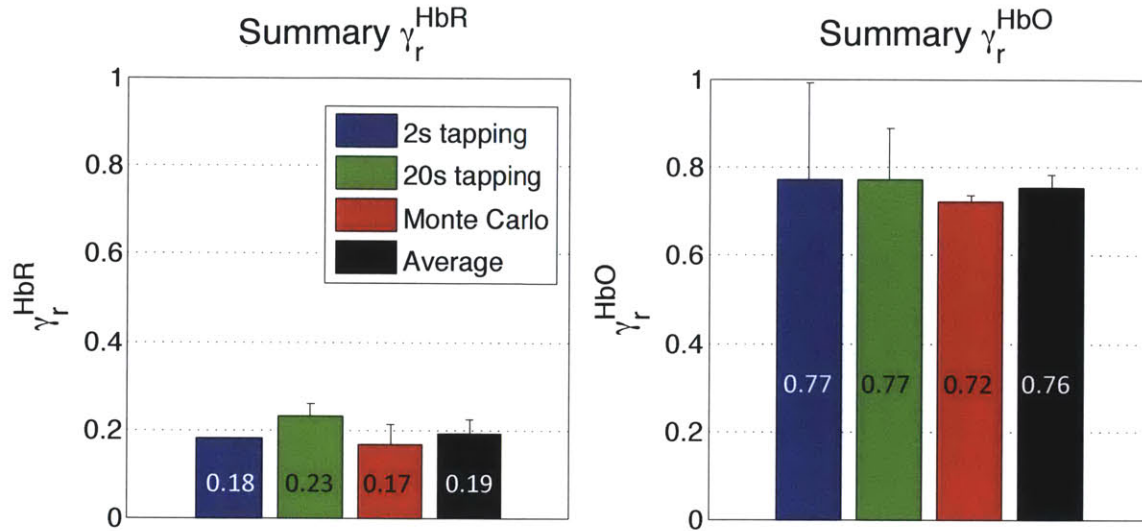 Summary γ_r^HbR
γ_r^HbR
1
0.8
0.6
0.4
0.2
0
2s tapping
20s tapping
Monte Carlo
Average
0.18
0.23
0.17
0.19
Summary γ_r^HbO
γ_r^HbO
1
0.8
0.6
0.4
0.2
0
0.77
0.77
0.72
0.76